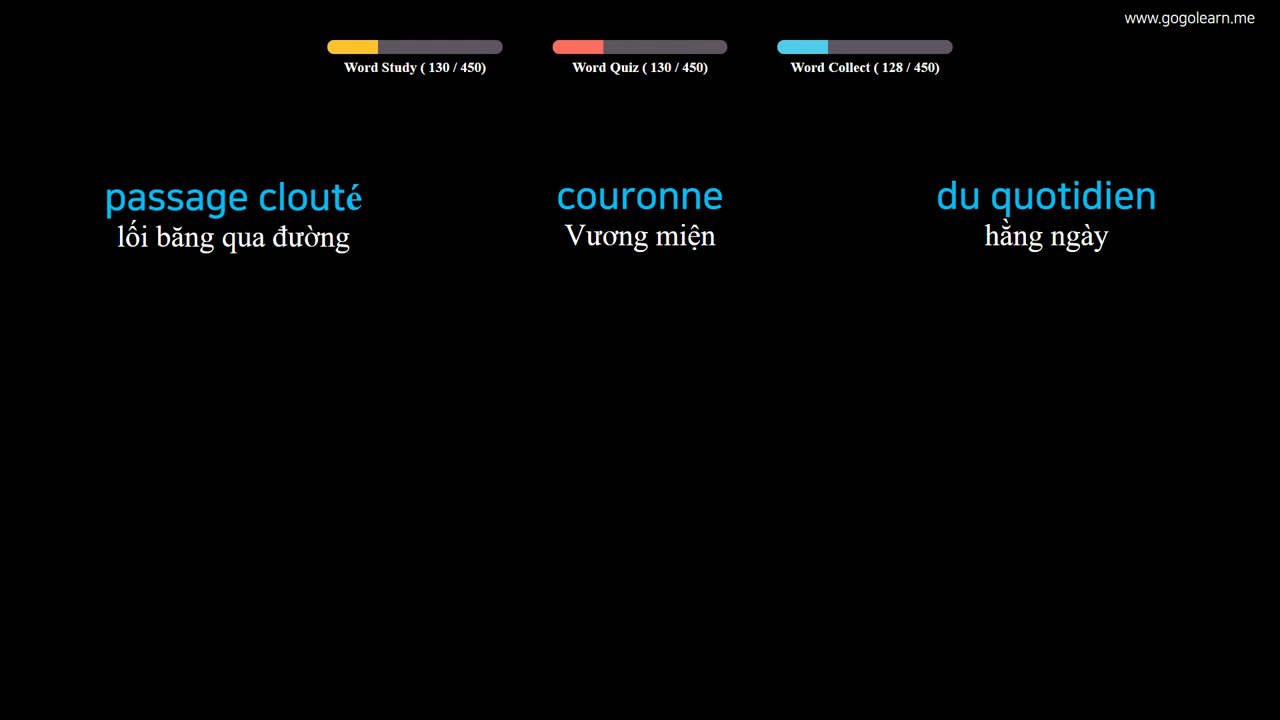 www.gogolearn.me
Word Study ( 130 / 450)
Word Quiz ( 130 / 450)
Word Collect ( 128 / 450)
passage clouté
lối băng qua đường
couronne
Vương miện
du quotidien
hằng ngày